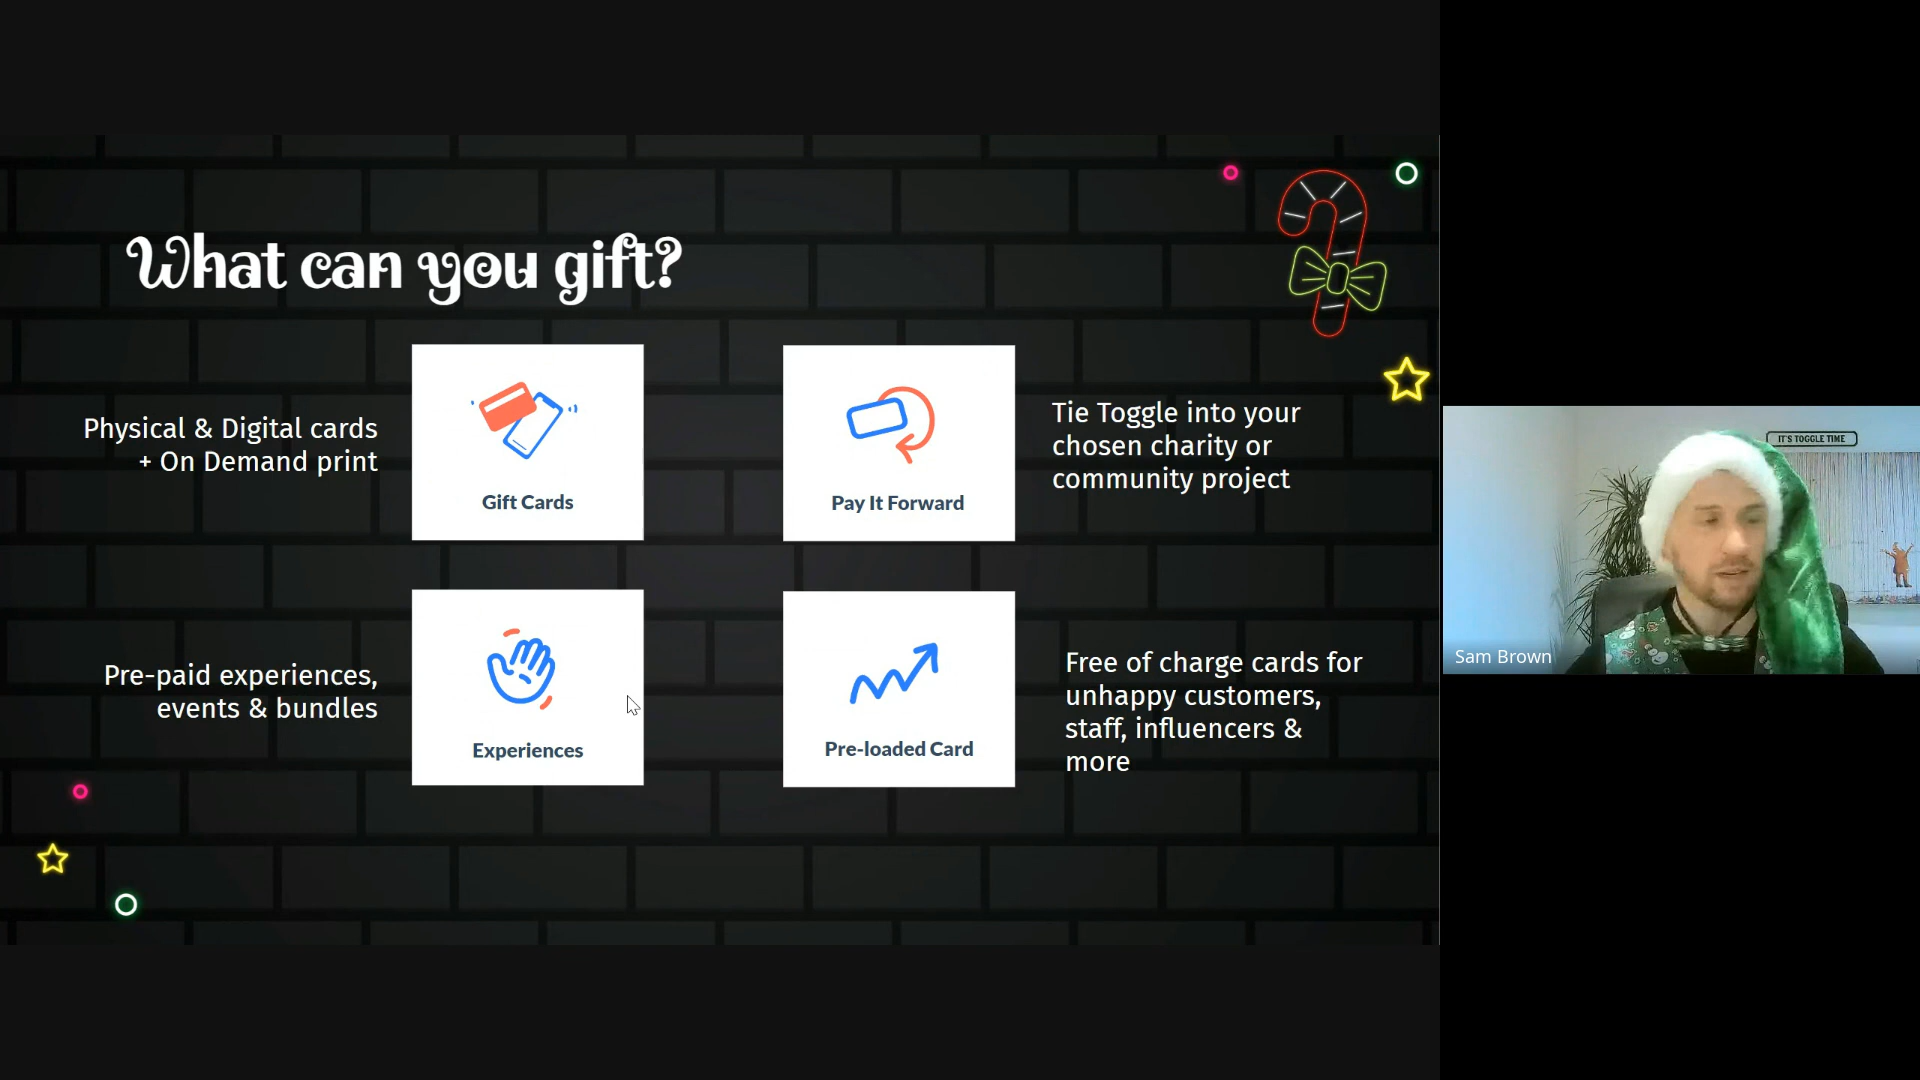 What can you gift?
Physical & Digital cards
+ On Demand print
Gift Cards
Pay It Forward
Tie Toggle into your
chosen charity or
community project
Pre-paid experiences,
events & bundles
Experiences
Pre-loaded Card
Free of charge cards for
unhappy customers,
staff, influencers &
more
IT'S TOGGLE TIME
Sam Brown